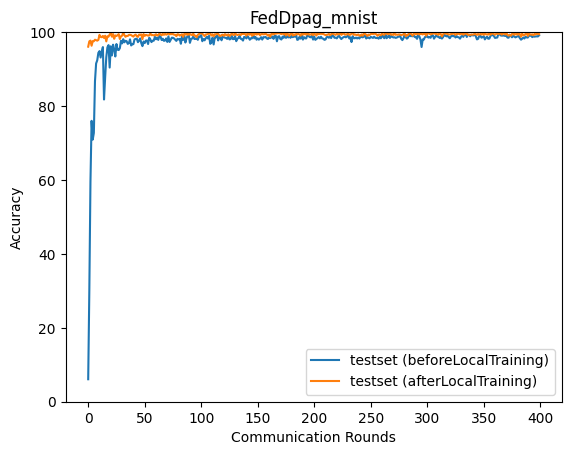 FedDpag_mnist
100
80
60
40
20
0
Accuracy
testset (beforeLocalTraining)
testset (afterLocalTraining)
0 50 100 150 200 250 300 350 400
Communication Rounds